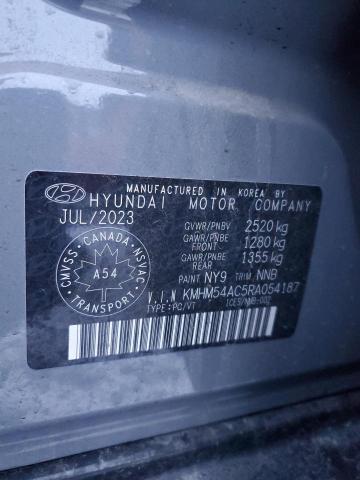 MANUFACTURED IN KOREA BY
HYUNDAI MOTOR COMPANY
JUL/2023
GVWR/PNBV 2520 kg
GAWR/PNBE FRONT 1280 kg
GAWR/PNBE REAR 1355 kg
PAINT NY9 TRIM NNB
V.I.N KMHM54AC5RA054187
TYPE:PC/VT
CANADA
CMVSS NSVAC
A54
TRANSPORT